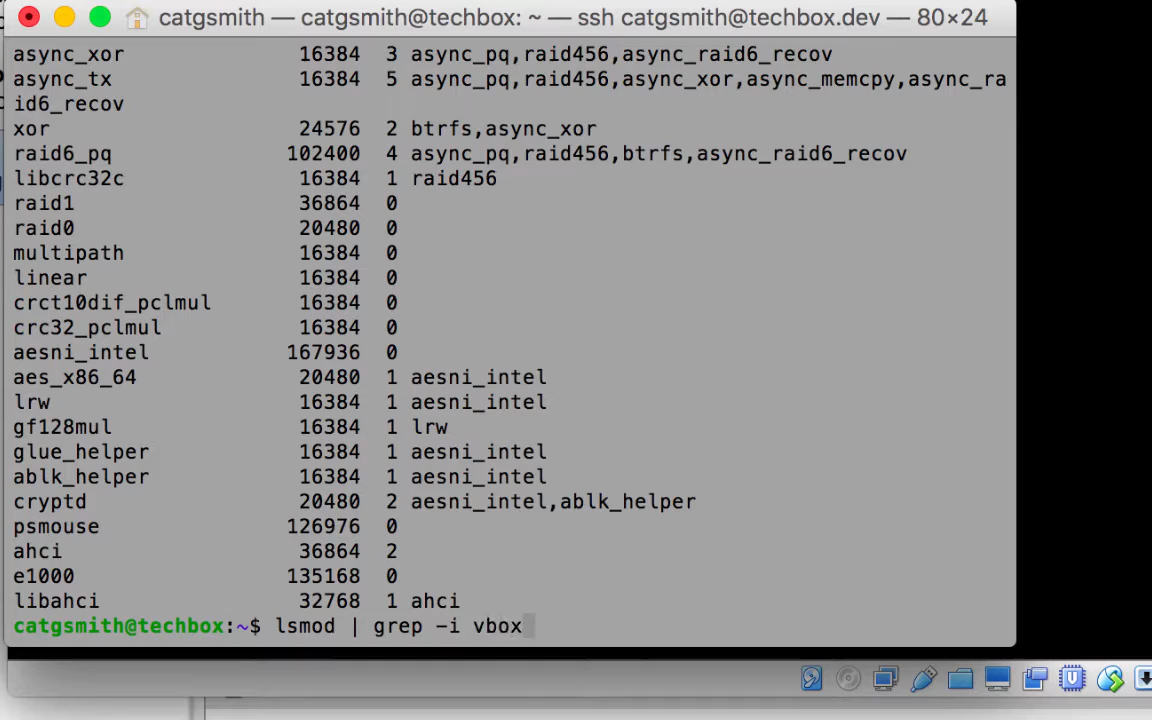 catgsmith — catgsmith@techbox: ~ — ssh catgsmith@techbox.dev — 80×24
async_xor 16384 3 async_pq,raid456,async_raid6_recov
async_tx 16384 5 async_pq,raid456,async_xor,async_memcpy,async_ra
id6_recov
xor 24576 2 btrfs,async_xor
raid6_pq 102400 4 async_pq,raid456,btrfs,async_raid6_recov
libcrc32c 16384 1 raid456
raid1 36864 0
raid0 20480 0
multipath 16384 0
linear 16384 0
crct10dif_pclmul 16384 0
crc32_pclmul 16384 0
aesni_intel 167936 0
aes_x86_64 20480 1 aesni_intel
lrw 16384 1 aesni_intel
gf128mul 16384 1 lrw
glue_helper 16384 1 aesni_intel
ablk_helper 16384 1 aesni_intel
cryptd 20480 2 aesni_intel,ablk_helper
psmouse 126976 0
ahci 36864 2
e1000 135168 0
libahci 32768 1 ahci
catgsmith@techbox:~$ lsmod | grep -i vbox